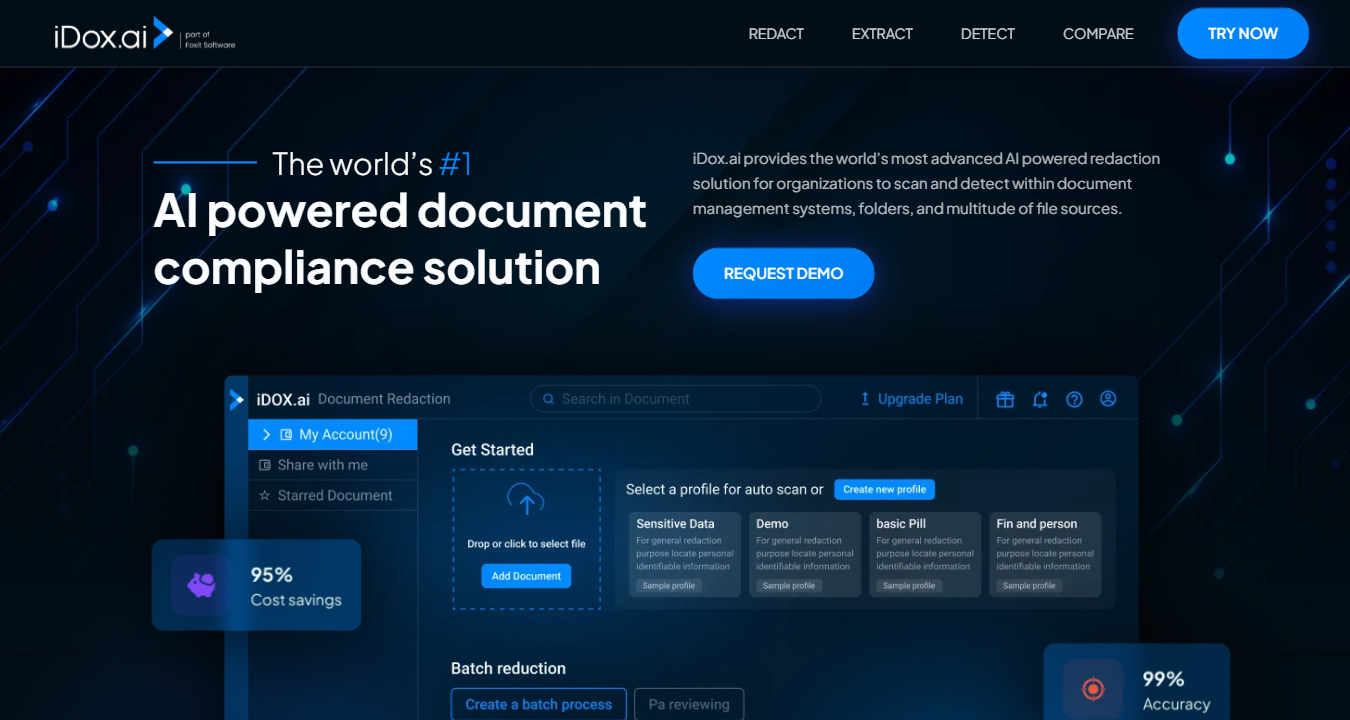 iDox.ai
part of
Foxit Software
REDACT
EXTRACT
DETECT
COMPARE
TRY NOW
The world's #1
AI powered document
compliance solution
iDox.ai provides the world's most advanced AI powered redaction
solution for organizations to scan and detect within document
management systems, folders, and multitude of file sources.
REQUEST DEMO
iDOX.ai Document Redaction
Search in Document
Upgrade Plan
My Account(9)
Share with me
Starred Document
Get Started
Drop or click to select file
Add Document
Select a profile for auto scan or
Create new profile
Sensitive Data
For general redaction
purpose locate personal
identifiable information
Sample profile
Demo
For general redaction
purpose locate personal
identifiable information
Sample profile
basic Pill
For general redaction
purpose locate personal
identifiable information
Sample profile
Fin and person
For general redaction
purpose locate personal
identifiable information
Sample profile
95%
Cost savings
Batch reduction
Create a batch process
Pa reviewing
99%
Accuracy